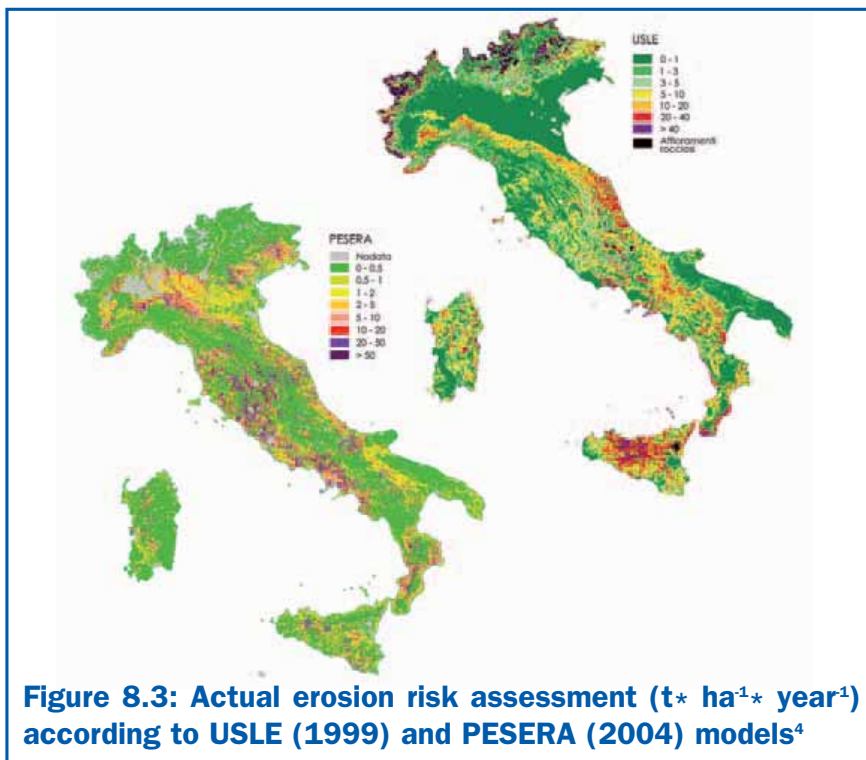 USLE
0 - 1
1 - 3
3 - 5
5 - 10
10 - 20
20 - 40
> 40
Affioramenti
rocciosi
PESERA
Nodata
0 - 0,5
0,5 - 1
1 - 2
2 - 5
5 - 10
10 - 20
20 - 50
> 50
Figure 8.3: Actual erosion risk assessment (t* ha⁻¹* year¹)
according to USLE (1999) and PESERA (2004) models⁴